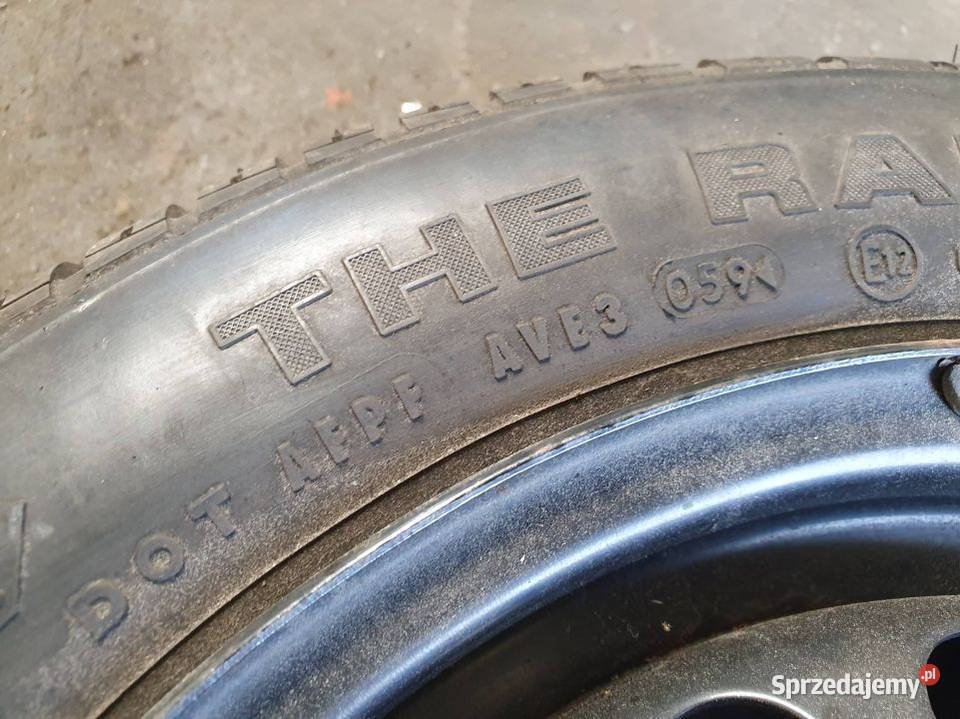 THE RA
DOT AFPF AVE3 059< E12
Sprzedajemy.pl